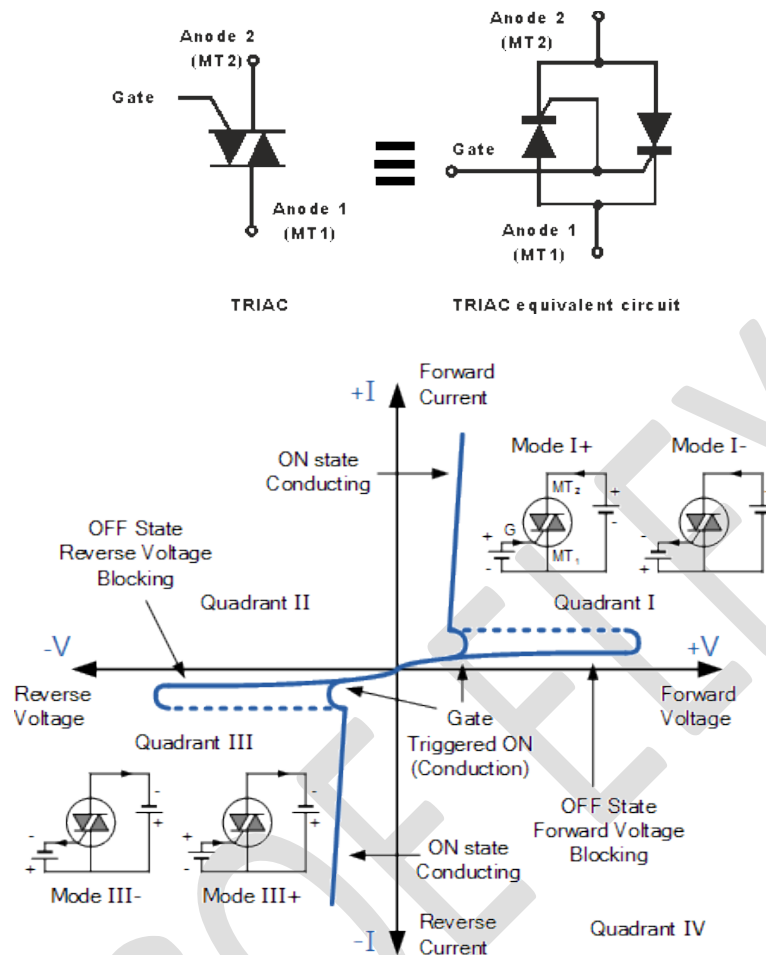 Anode 2
(MT2)
Gate
Anode 1
(MT1)
TRIAC
Anode 2
(MT2)
Gate
Anode 1
(MT1)
TRIAC equivalent circuit
+I
Forward
Current
ON state
Conducting
Mode I+
Mode I-
MT₂
+
-
+
G
-
MT₁
+
-
-
+
OFF State
Reverse Voltage
Blocking
Quadrant II
Quadrant I
-V
+V
Reverse
Voltage
Forward
Voltage
Quadrant III
Gate
Triggered ON
(Conduction)
OFF State
Forward Voltage
Blocking
-
+
-
+
-
+
+
-
Mode III-
Mode III+
ON state
Conducting
-I
Reverse
Current
Quadrant IV